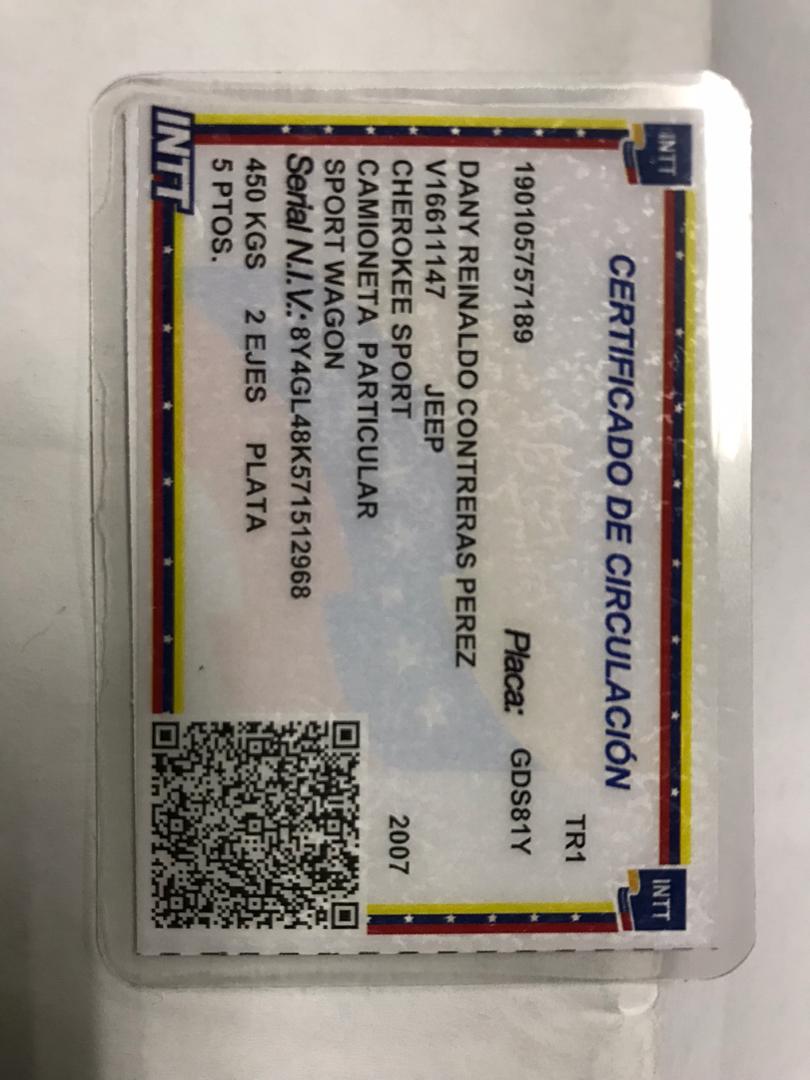 INTT
INTT
CERTIFICADO DE CIRCULACIÓN
TR1
190105757189 Placa: GDS81Y
DANY REINALDO CONTRERAS PEREZ
V16611147 JEEP
CHEROKEE SPORT 2007
CAMIONETA PARTICULAR
SPORT WAGON
Serial N.I.V.: 8Y4GL48K571512968
450 KGS 2 EJES PLATA
5 PTOS.
INTT